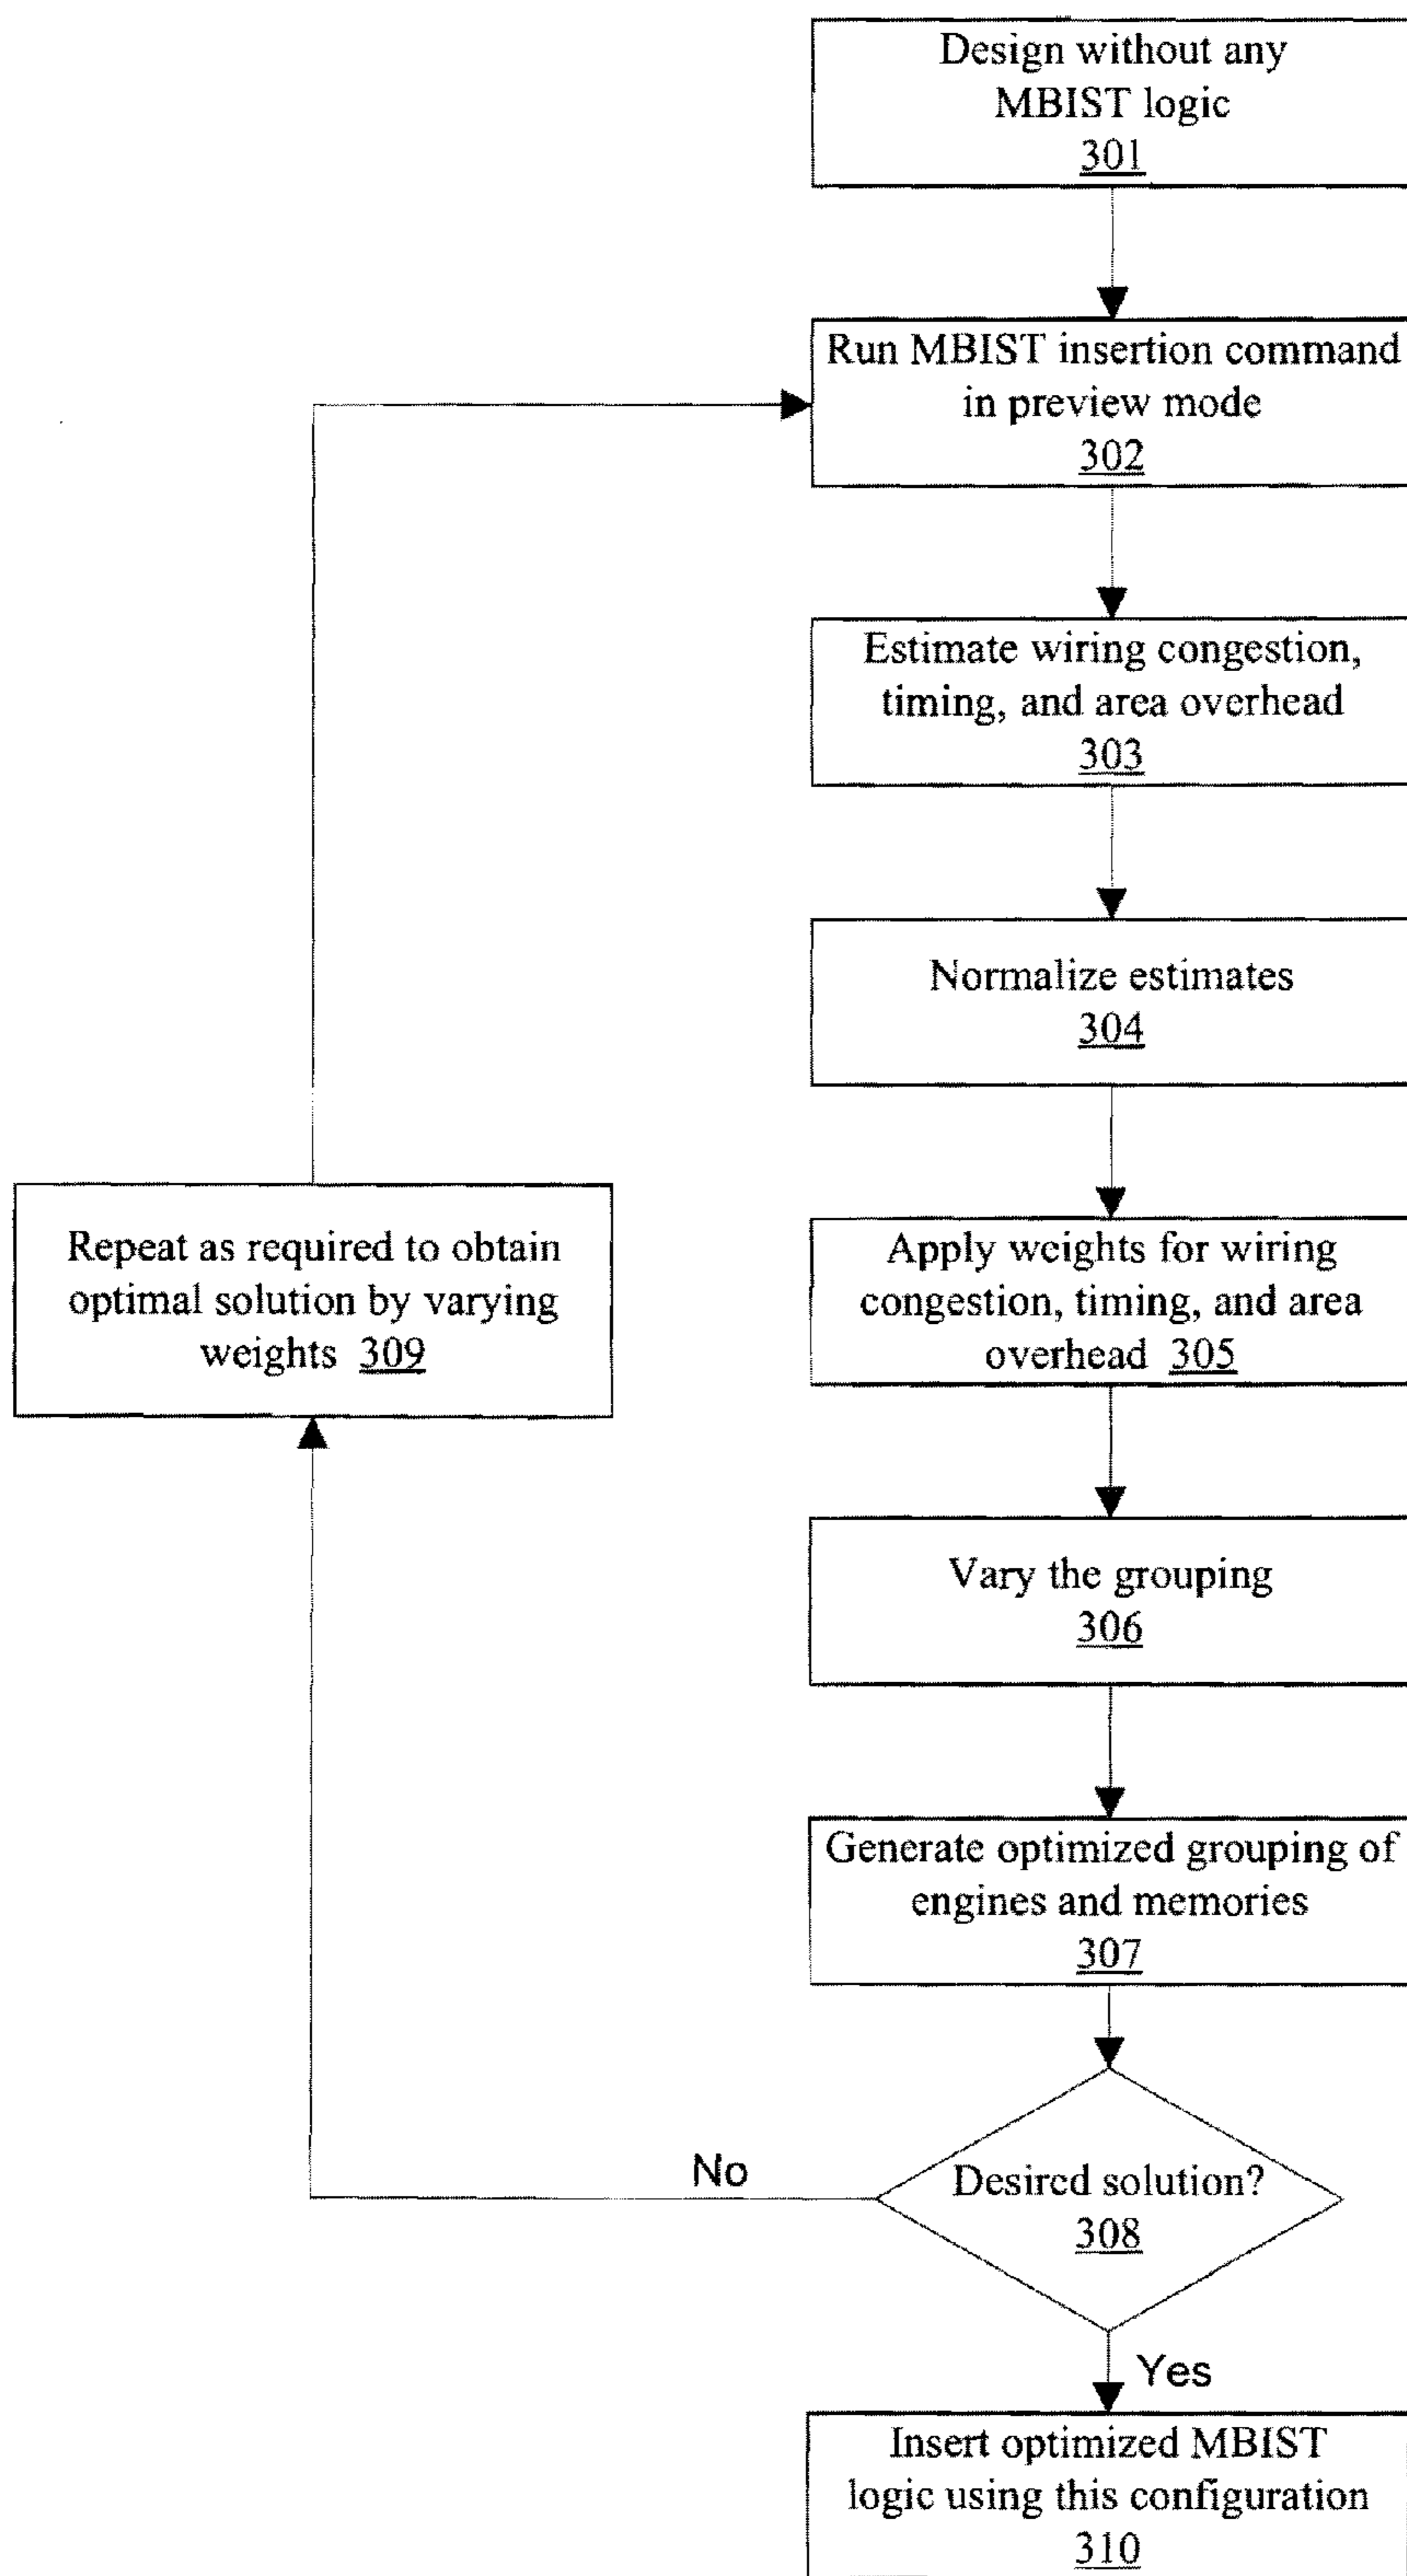 Design without any
MBIST logic
301
Run MBIST insertion command
in preview mode
302
Estimate wiring congestion,
timing, and area overhead
303
Normalize estimates
304
Repeat as required to obtain
optimal solution by varying
weights 309
Apply weights for wiring
congestion, timing, and area
overhead 305
Vary the grouping
306
Generate optimized grouping of
engines and memories
307
No
Desired solution?
308
Yes
Insert optimized MBIST
logic using this configuration
310